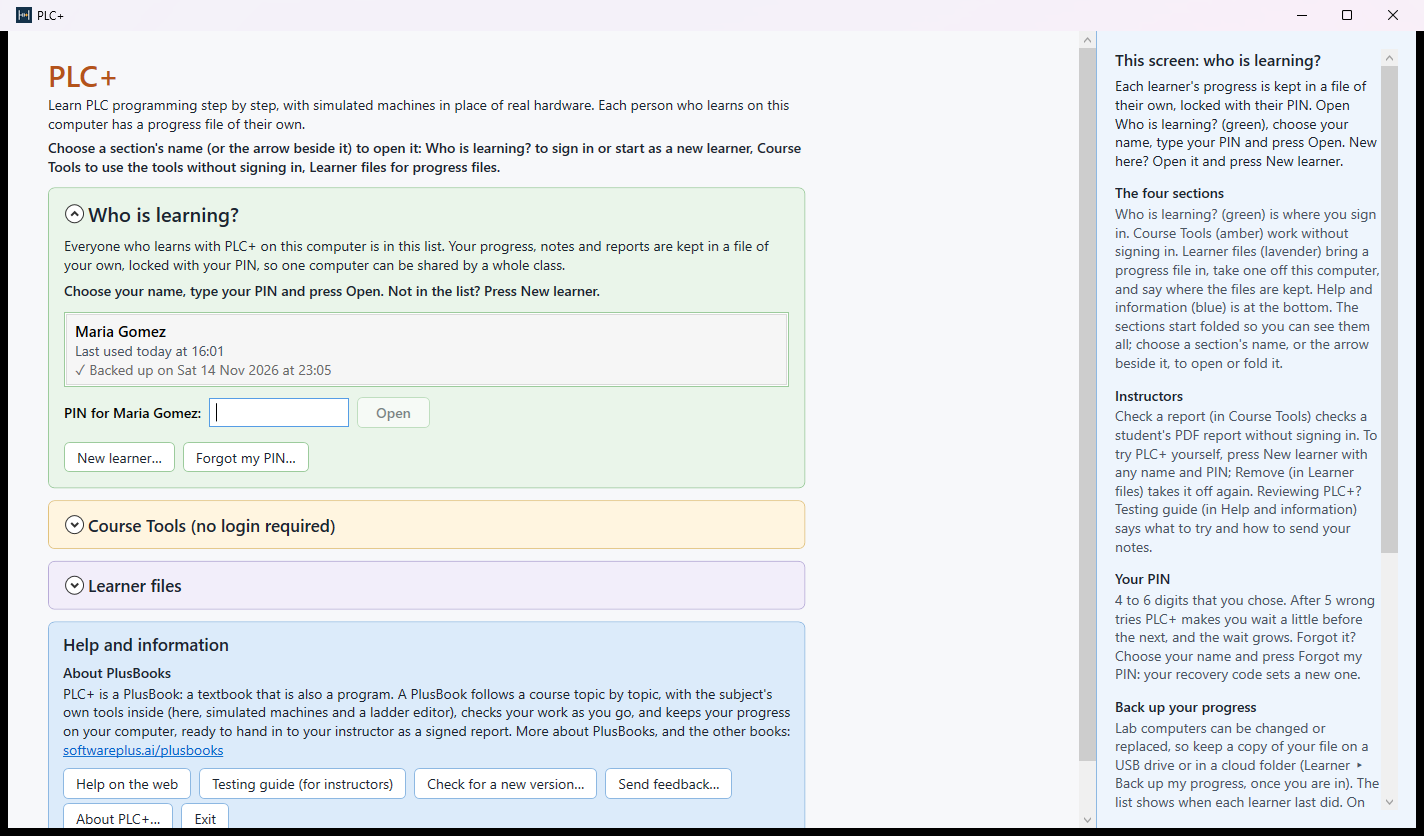 PLC+
PLC+
Learn PLC programming step by step, with simulated machines in place of real hardware. Each person who learns on this
computer has a progress file of their own.
Choose a section's name (or the arrow beside it) to open it: Who is learning? to sign in or start as a new learner, Course
Tools to use the tools without signing in, Learner files for progress files.
Who is learning?
Everyone who learns with PLC+ on this computer is in this list. Your progress, notes and reports are kept in a file of
your own, locked with your PIN, so one computer can be shared by a whole class.
Choose your name, type your PIN and press Open. Not in the list? Press New learner.
Maria Gomez
Last used today at 16:01
✓ Backed up on Sat 14 Nov 2026 at 23:05
PIN for Maria Gomez:
Open
New learner...
Forgot my PIN...
Course Tools (no login required)
Learner files
Help and information
About PlusBooks
PLC+ is a PlusBook: a textbook that is also a program. A PlusBook follows a course topic by topic, with the subject's
own tools inside (here, simulated machines and a ladder editor), checks your work as you go, and keeps your progress
on your computer, ready to hand in to your instructor as a signed report. More about PlusBooks, and the other books:
softwareplus.ai/plusbooks
Help on the web
Testing guide (for instructors)
Check for a new version...
Send feedback...
About PLC+...
Exit
This screen: who is learning?
Each learner's progress is kept in a file of
their own, locked with their PIN. Open
Who is learning? (green), choose your
name, type your PIN and press Open. New
here? Open it and press New learner.
The four sections
Who is learning? (green) is where you sign
in. Course Tools (amber) work without
signing in. Learner files (lavender) bring a
progress file in, take one off this computer,
and say where the files are kept. Help and
information (blue) is at the bottom. The
sections start folded so you can see them
all; choose a section's name, or the arrow
beside it, to open or fold it.
Instructors
Check a report (in Course Tools) checks a
student's PDF report without signing in. To
try PLC+ yourself, press New learner with
any name and PIN; Remove (in Learner
files) takes it off again. Reviewing PLC+?
Testing guide (in Help and information)
says what to try and how to send your
notes.
Your PIN
4 to 6 digits that you chose. After 5 wrong
tries PLC+ makes you wait a little before
the next, and the wait grows. Forgot it?
Choose your name and press Forgot my
PIN: your recovery code sets a new one.
Back up your progress
Lab computers can be changed or
replaced, so keep a copy of your file on a
USB drive or in a cloud folder (Learner ‣
Back up my progress, once you are in). The
list shows when each learner last did. On